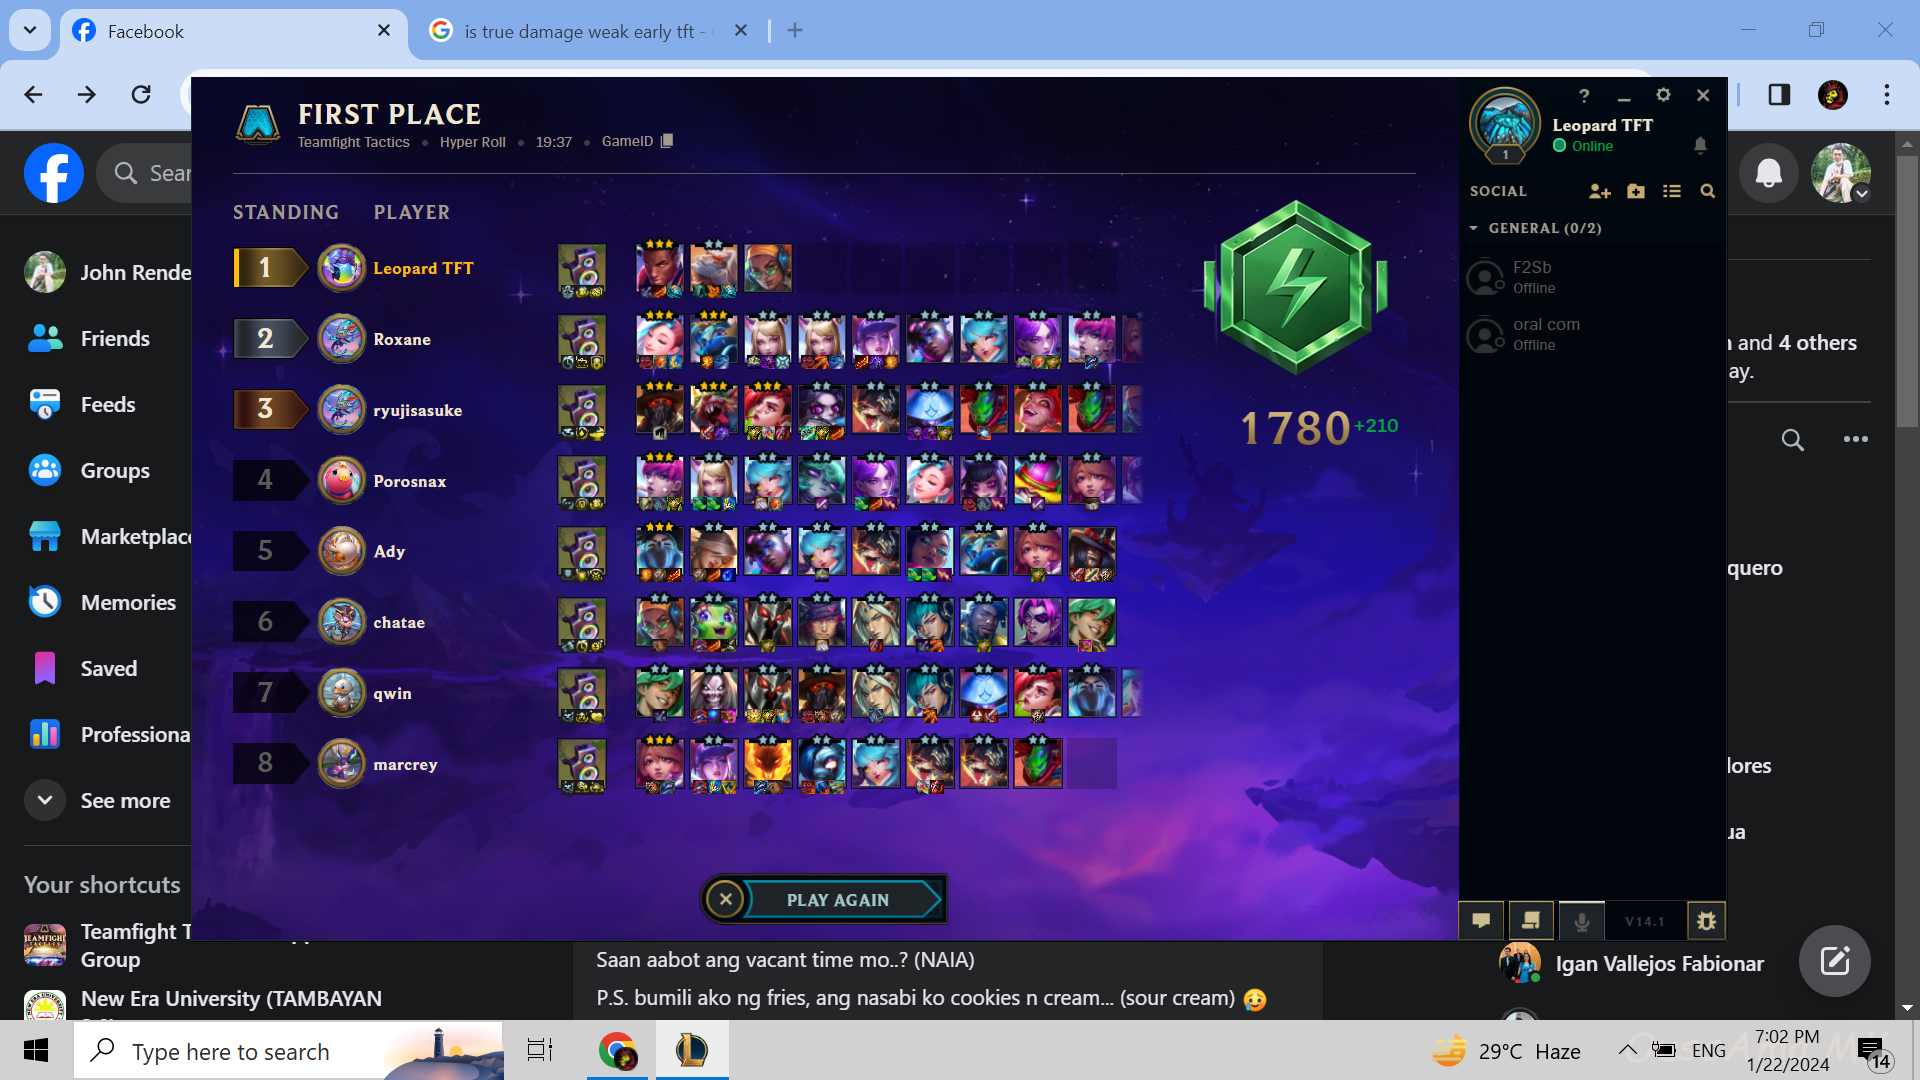 Facebook
is true damage weak early tft -
Sear
FIRST PLACE
Teamfight Tactics • Hyper Roll • 19:37 • GameID
STANDING PLAYER
1 Leopard TFT
2 Roxane
3 ryujisasuke
4 Porosnax
5 Ady
6 chatae
7 qwin
8 marcrey
1780 +210
PLAY AGAIN
?
Leopard TFT
1
Online
SOCIAL
GENERAL (0/2)
F2Sb
Offline
oral com
Offline
V14.1
John Rende
Friends
Feeds
Groups
Marketplace
Memories
Saved
Professiona
See more
Your shortcuts
Teamfight T
Group
New Era University (TAMBAYAN
and 4 others
ay.
quero
lores
ua
Igan Vallejos Fabionar
Saan aabot ang vacant time mo..? (NAIA)
P.S. bumili ako ng fries, ang nasabi ko cookies n cream... (sour cream) 🥲
Type here to search
29°C Haze
ENG
7:02 PM
1/22/2024
14